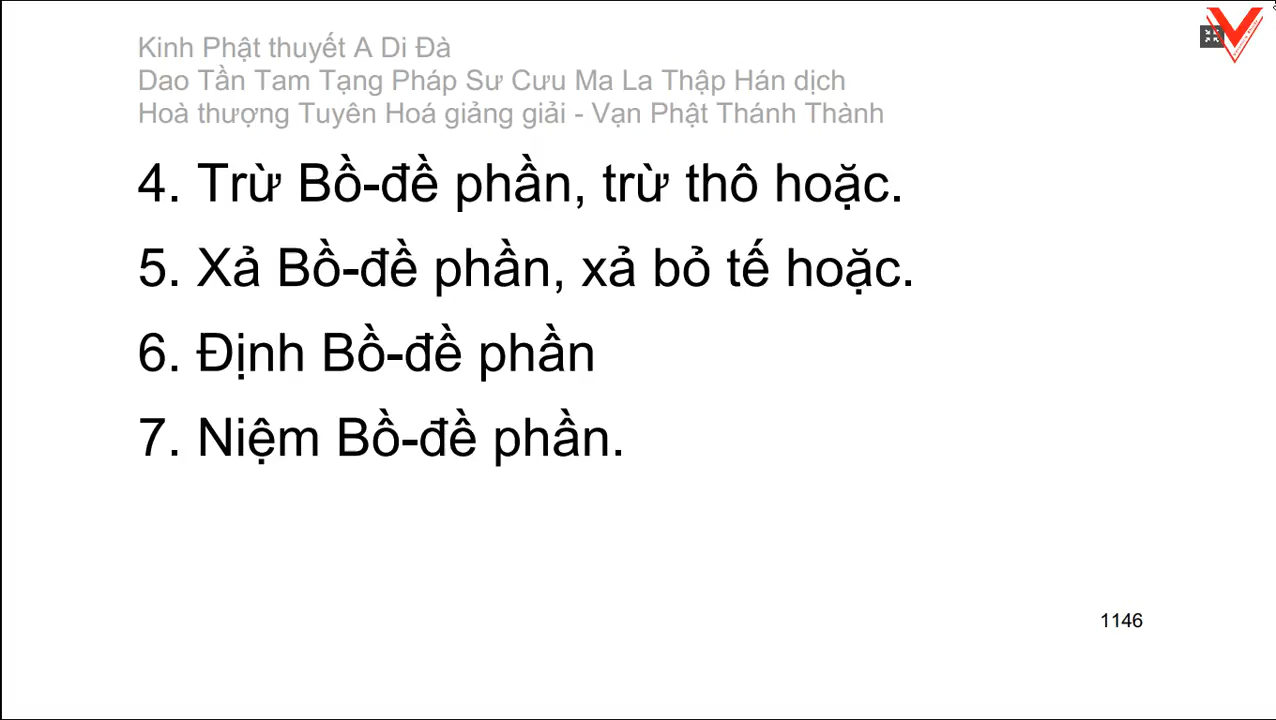 Kinh Phật thuyết A Di Đà
Dao Tần Tam Tạng Pháp Sư Cưu Ma La Thập Hán dịch
Hoà thượng Tuyên Hoá giảng giải - Vạn Phật Thánh Thành
4. Trừ Bồ-đề phần, trừ thô hoặc.
5. Xả Bồ-đề phần, xả bỏ tế hoặc.
6. Định Bồ-đề phần
7. Niệm Bồ-đề phần.
1146